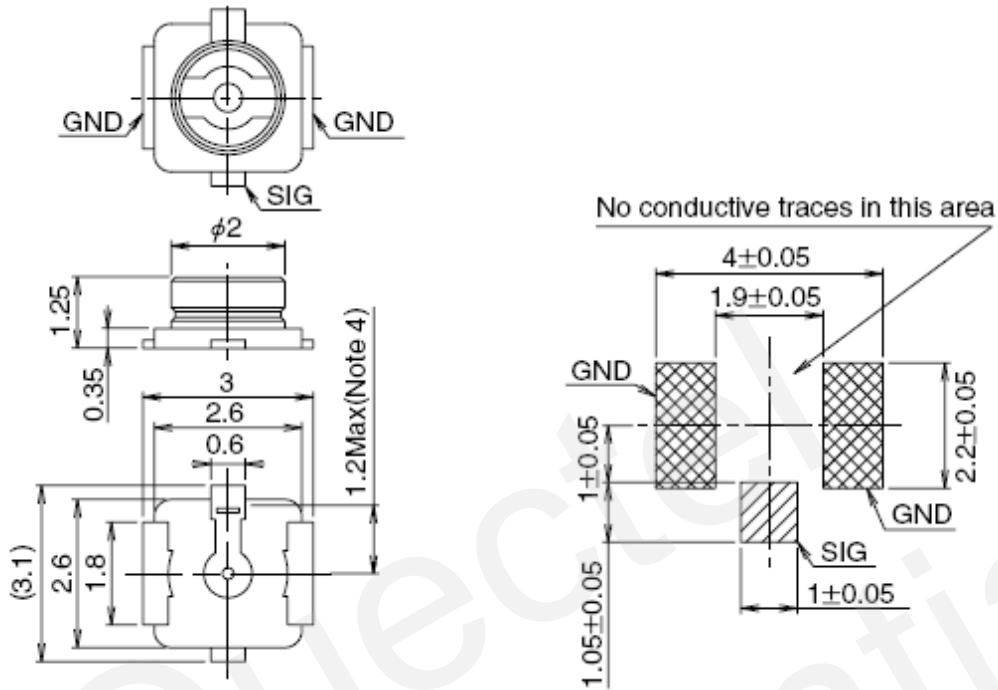 GND
GND
SIG
ϕ2
1.25
0.35
3
2.6
0.6
1.2Max(Note 4)
(3.1)
2.6
1.8
No conductive traces in this area
4±0.05
1.9±0.05
GND
2.2±0.05
1±0.05
GND
SIG
1.05±0.05
1±0.05
Quectel